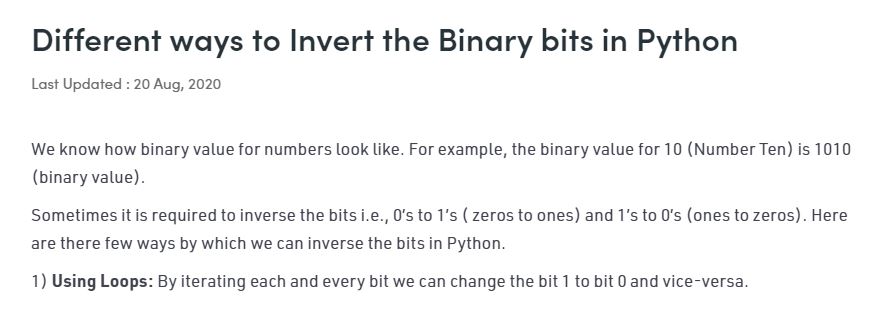 Different ways to Invert the Binary bits in Python
Last Updated : 20 Aug, 2020
We know how binary value for numbers look like. For example, the binary value for 10 (Number Ten) is 1010
(binary value).
Sometimes it is required to inverse the bits i.e., 0's to 1's ( zeros to ones) and 1's to 0's (ones to zeros). Here
are there few ways by which we can inverse the bits in Python.
1) Using Loops: By iterating each and every bit we can change the bit 1 to bit 0 and vice-versa.